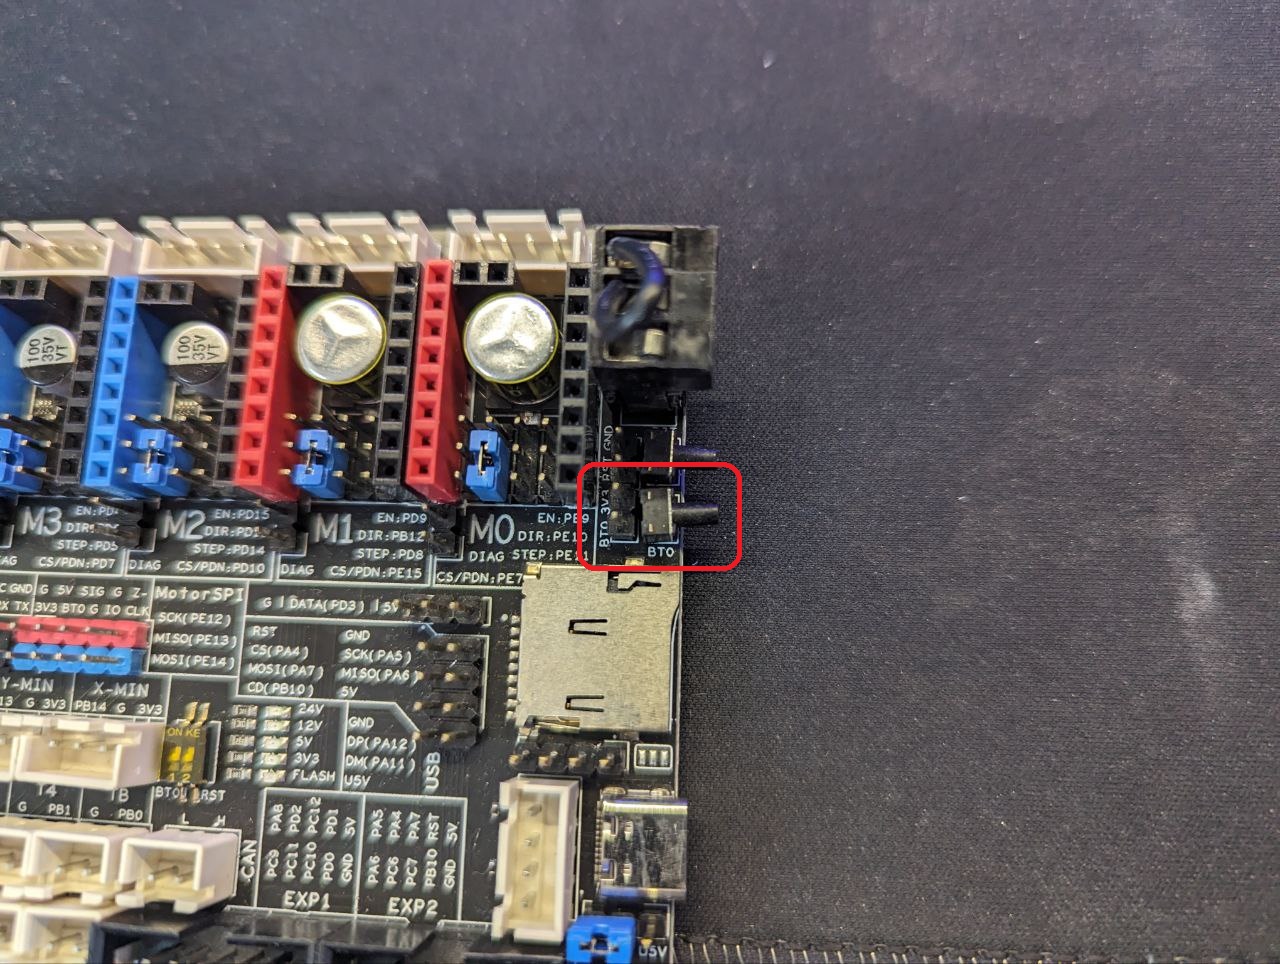 100
35V
VT
100
35V
VT
GND
RST
3V3
BT0
BT0
M3
DIR:
STEP:PD5
CS/PDN:PD7
M2
EN:PD15
STEP:PD14
DIAG
CS/PDN:PD10
M1
EN:PD9
DIR:PB12
STEP:PD8
DIAG
CS/PDN:PE15
M0
EN:PE9
DIR:PE10
DIAG
STEP:PE11
CS/PDN:PE7
G 5V SIG G Z-
TX 3V3 BT0 G IO CLK
MotorSPI
SCK(PE12)
MISO(PE13)
MOSI(PE14)
G | DATA(PD3) | 5V
RST
GND
CS(PA4)
SCK(PA5)
MOSI(PA7)
MISO(PA6)
CD(PB10)
5V
Y-MIN
X-MIN
G 3V3
PB14 G 3V3
ON KE
1 2
BT0
RST
24V
12V
5V
3V3
FLASH
GND
DP(PA12)
DM(PA11)
U5V
USB
T4
TB
G PB1
G PB0
L
H
CAN
PA8 PD2 PC12 PD1 5V
PC9 PC11 PC10 PD0 GND
EXP1
PA5 PA4 PA7 RST 5V
PA6 PC6 PC7 PB10 GND
EXP2
U5V